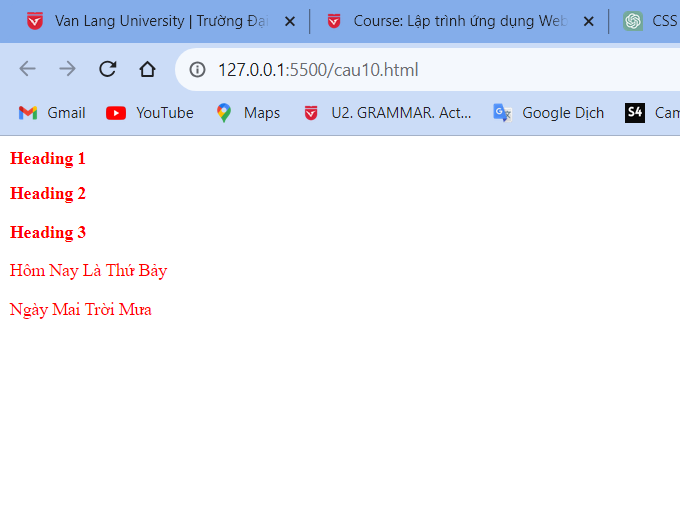 Van Lang University | Trường Đại
Course: Lập trình ứng dụng Web
CSS
127.0.0.1:5500/cau10.html
Gmail
YouTube
Maps
U2. GRAMMAR. Act...
Google Dịch
S4
Cam
Heading 1
Heading 2
Heading 3
Hôm Nay Là Thứ Bảy
Ngày Mai Trời Mưa